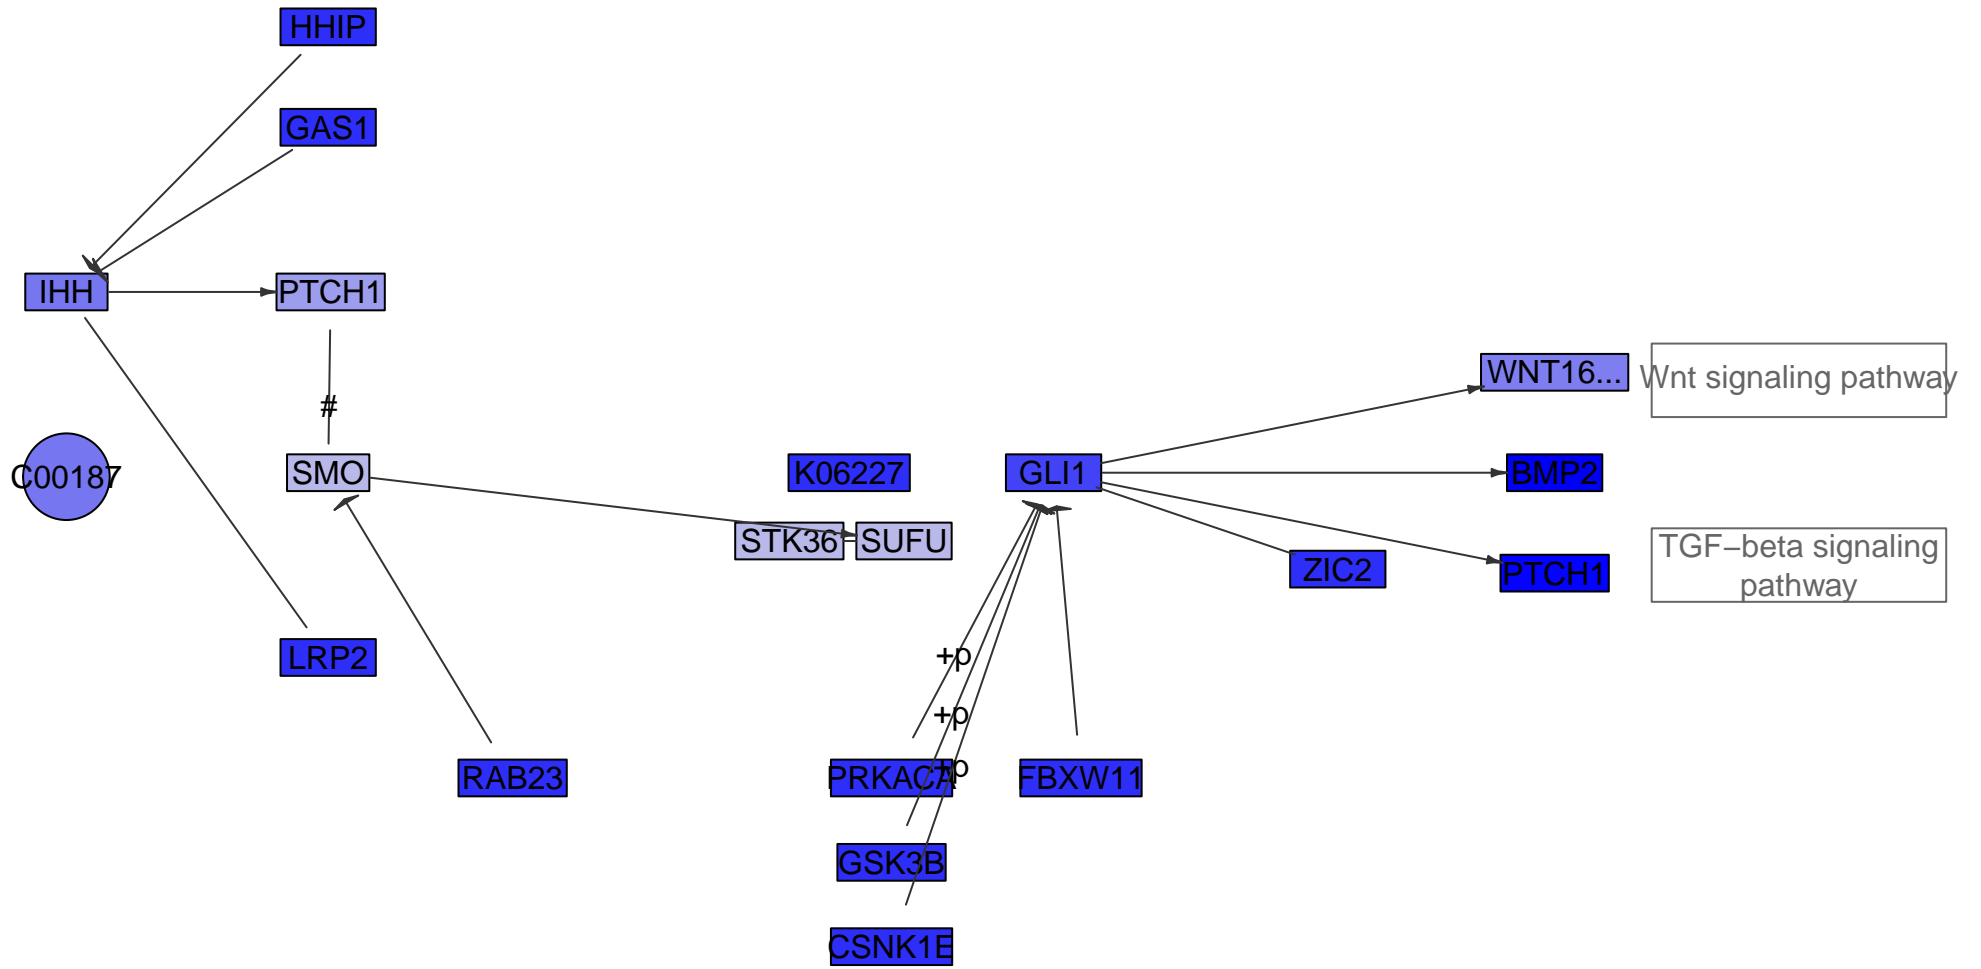 HHIP
GAS1
IHH
PTCH1
WNT16...
Wnt signaling pathway
#
C00187
SMO
K06227
GLI1
BMP2
STK36
SUFU
TGF−beta signaling
pathway
ZIC2
PTCH1
LRP2
+p
+p
+p
RAB23
PRKACA
FBXW11
GSK3B
CSNK1E